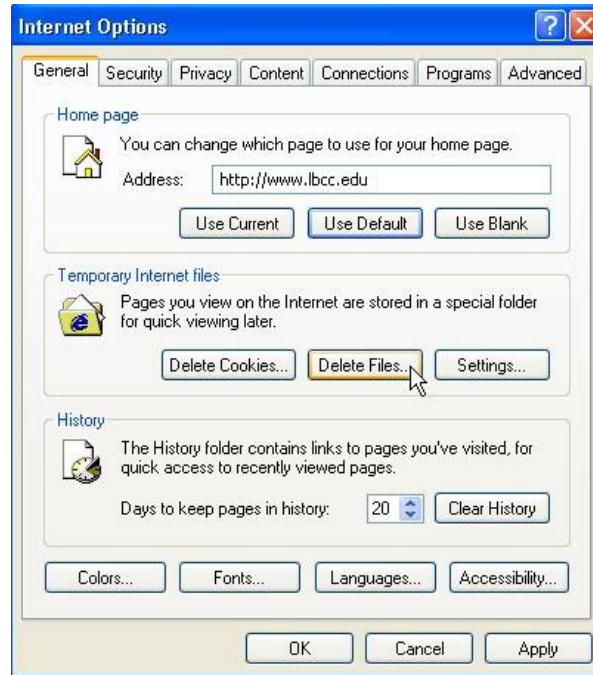 Internet Options
General Security Privacy Content Connections Programs Advanced
Home page
You can change which page to use for your home page.
Address: http://www.lbcc.edu
Use Current Use Default Use Blank
Temporary Internet files
Pages you view on the Internet are stored in a special folder
for quick viewing later.
Delete Cookies... Delete Files... Settings...
History
The History folder contains links to pages you've visited, for
quick access to recently viewed pages.
Days to keep pages in history: 20 Clear History
Colors... Fonts... Languages... Accessibility...
OK Cancel Apply